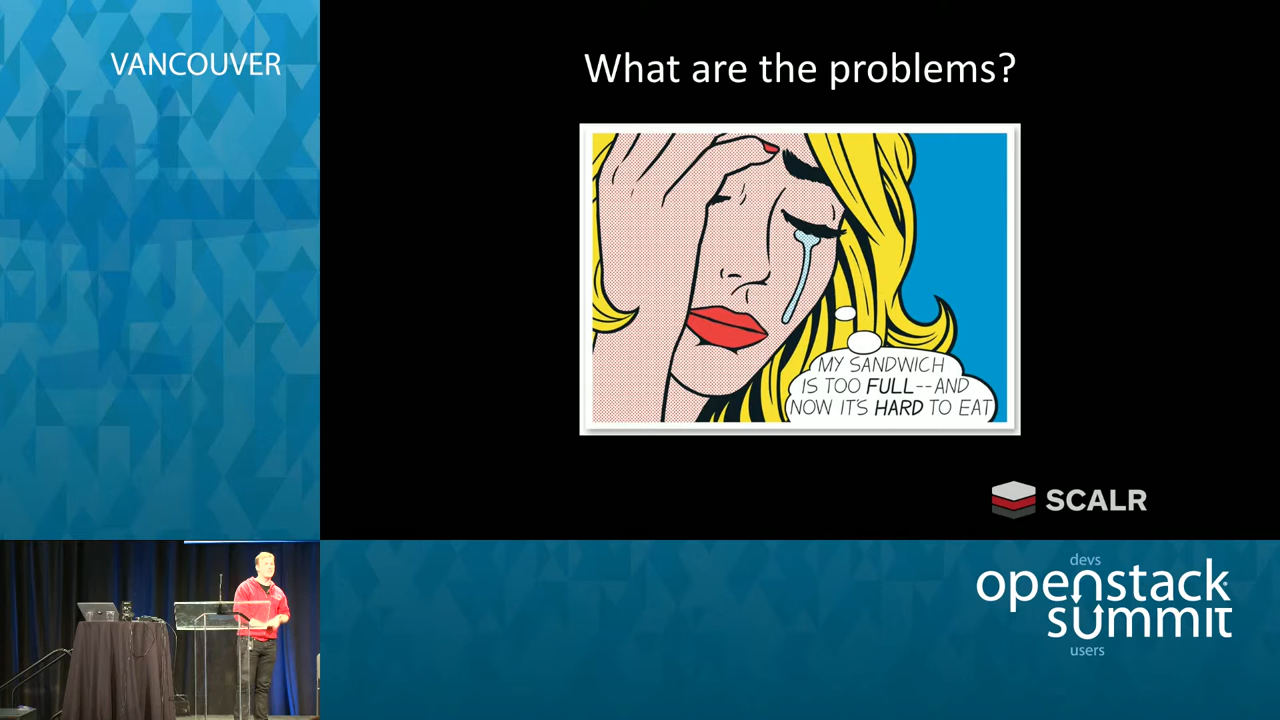 VANCOUVER
What are the problems?
MY SANDWICH
IS TOO FULL--AND
NOW IT'S HARD TO EAT
SCALR
devs
openstack
summit
users